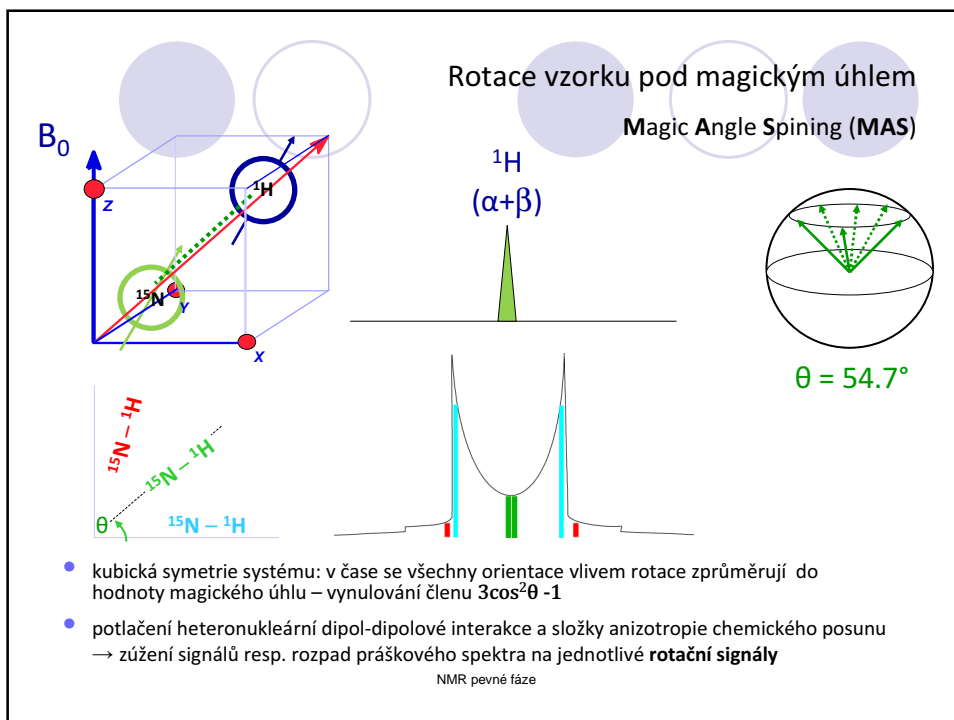 Rotace vzorku pod magickým úhlem
Magic Angle Spining (MAS)
B₀
Z
¹H
¹⁵N
Y
X
¹H
(α+β)
θ = 54.7°
¹⁵N – ¹H
¹⁵N – ¹H
θ
¹⁵N – ¹H
kubická symetrie systému: v čase se všechny orientace vlivem rotace zprůměrují do
hodnoty magického úhlu – vynulování členu 3cos²θ -1
potlačení heteronukleární dipol-dipolové interakce a složky anizotropie chemického posunu
→ zúžení signálů resp. rozpad práškového spektra na jednotlivé rotační signály
NMR pevné fáze